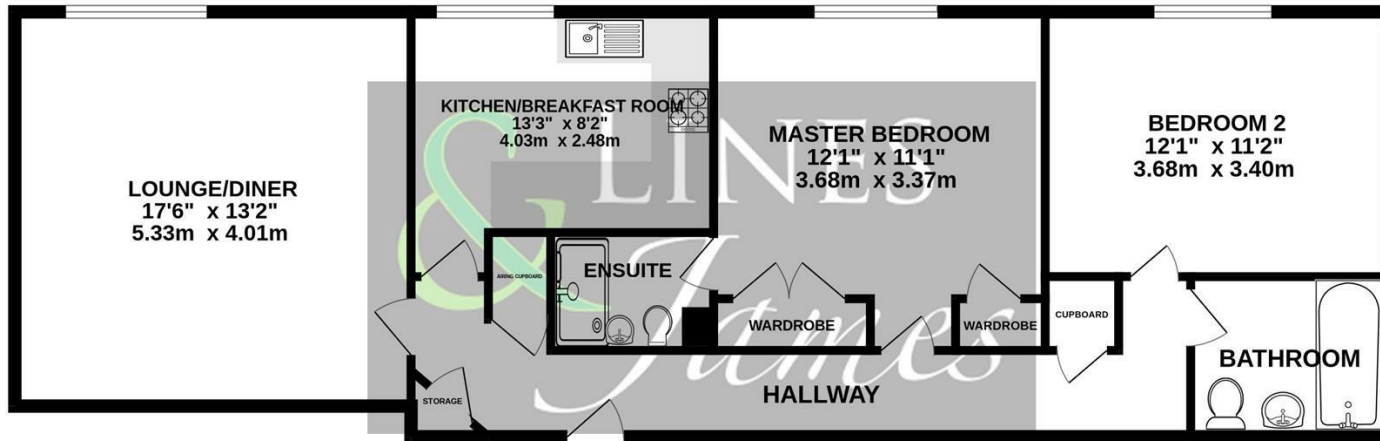 LOUNGE/DINER
17'6" x 13'2"
5.33m x 4.01m
KITCHEN/BREAKFAST ROOM
13'3" x 8'2"
4.03m x 2.48m
MASTER BEDROOM
12'1" x 11'1"
3.68m x 3.37m
BEDROOM 2
12'1" x 11'2"
3.68m x 3.40m
AIRING CUPBOARD
ENSUITE
WARDROBE
WARDROBE
CUPBOARD
BATHROOM
STORAGE
HALLWAY
LINES
& James